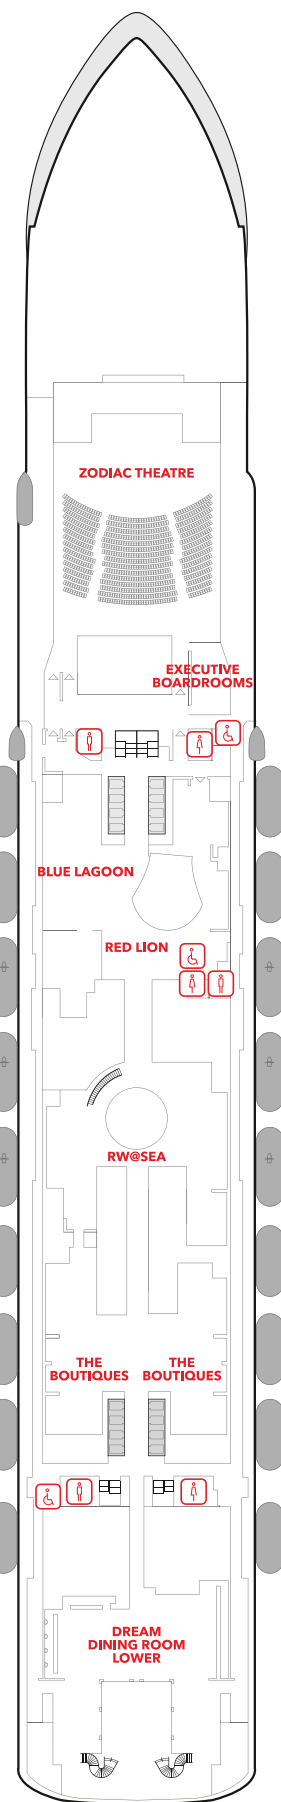 ZODIAC THEATRE
EXECUTIVE
BOARDROOMS
BLUE LAGOON
RED LION
RW@SEA
THE
BOUTIQUES
THE
BOUTIQUES
DREAM
DINING ROOM
LOWER